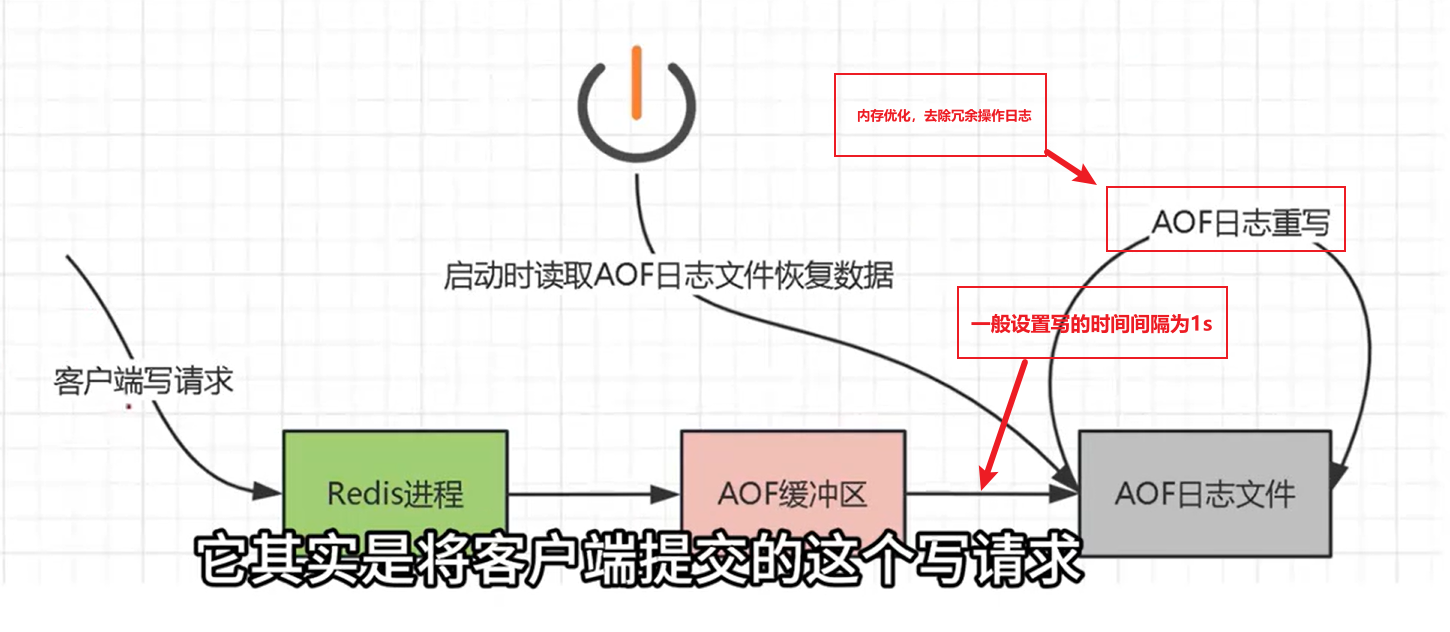 内存优化，去除冗余操作日志
AOF日志重写
启动时读取AOF日志文件恢复数据
一般设置写的时间间隔为1s
客户端写请求
Redis进程
AOF缓冲区
AOF日志文件
它其实是将客户端提交的这个写请求